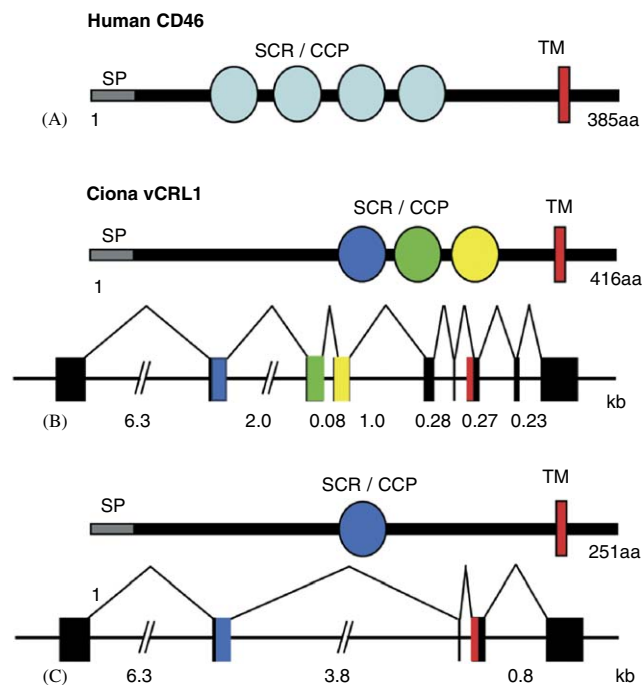 Human CD46
SCR / CCP
TM
SP
(A) 1 385aa
Ciona vCRL1
SCR / CCP
TM
SP
1 416aa
kb
(B) 6.3 2.0 0.08 1.0 0.28 0.27 0.23
SCR / CCP
TM
SP
251aa
1
(C) 6.3 3.8 0.8 kb